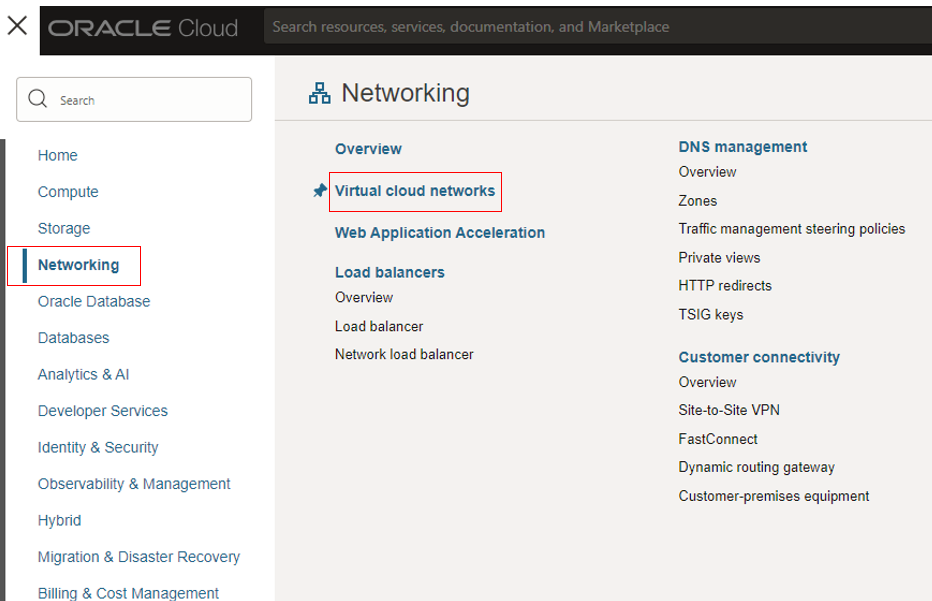 ORACLE Cloud
Search resources, services, documentation, and Marketplace
Search
Home
Compute
Storage
Networking
Oracle Database
Databases
Analytics & AI
Developer Services
Identity & Security
Observability & Management
Hybrid
Migration & Disaster Recovery
Billing & Cost Management
Networking
Overview
Virtual cloud networks
Web Application Acceleration
Load balancers
Overview
Load balancer
Network load balancer
DNS management
Overview
Zones
Traffic management steering policies
Private views
HTTP redirects
TSIG keys
Customer connectivity
Overview
Site-to-Site VPN
FastConnect
Dynamic routing gateway
Customer-premises equipment